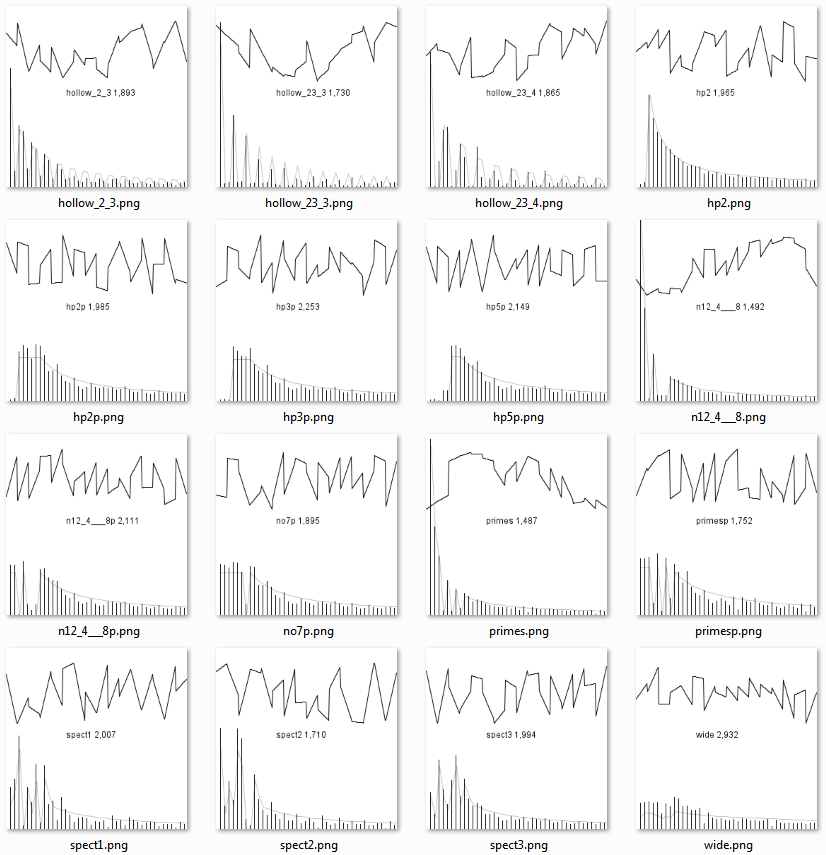 hollow_2_3 1,893
hollow_23_3 1,730
hollow_23_4 1,865
hp2 1,965
hollow_2_3.png
hollow_23_3.png
hollow_23_4.png
hp2.png
hp2p 1,985
hp3p 2,253
hp5p 2,149
n12_4___8 1,492
hp2p.png
hp3p.png
hp5p.png
n12_4___8.png
n12_4___8p 2,111
no7p 1,895
primes 1,487
primesp 1,752
n12_4___8p.png
no7p.png
primes.png
primesp.png
spect1 2,007
spect2 1,710
spect3 1,994
wide 2,932
spect1.png
spect2.png
spect3.png
wide.png